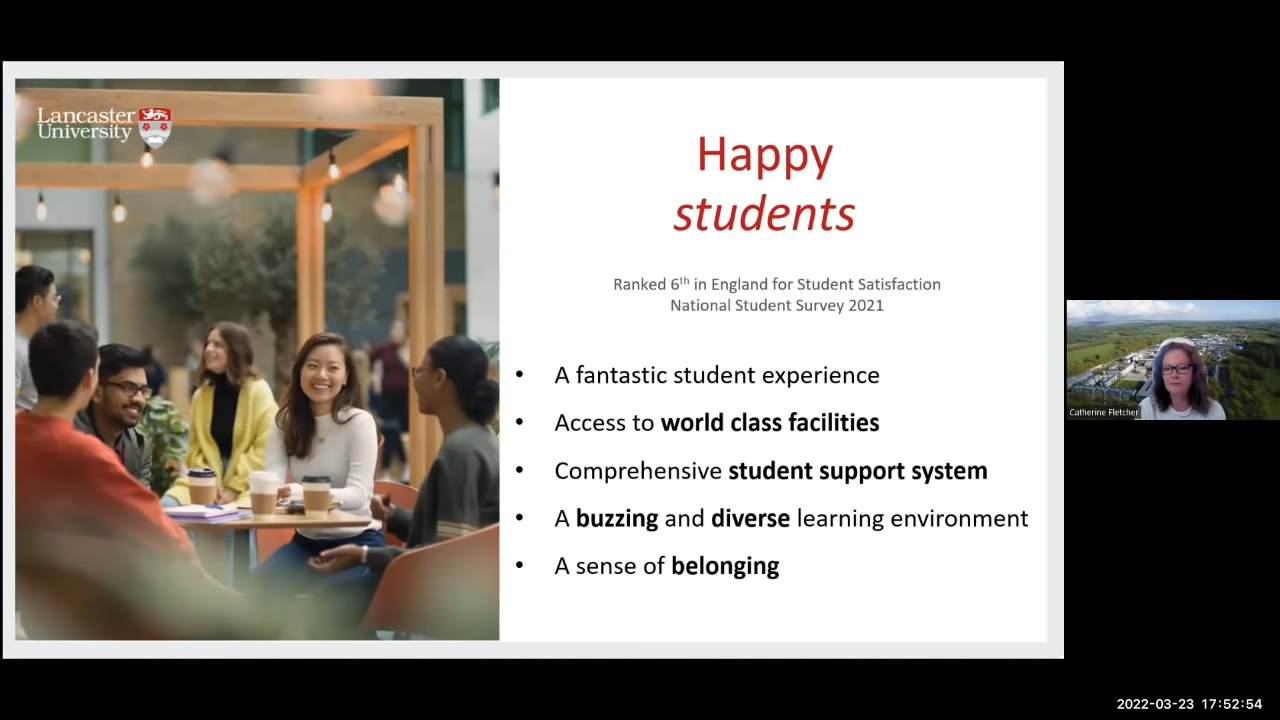 Lancaster
University
Happy
students
Ranked 6th in England for Student Satisfaction
National Student Survey 2021
• A fantastic student experience
• Access to world class facilities
• Comprehensive student support system
• A buzzing and diverse learning environment
• A sense of belonging
Catherine Fletcher
2022-03-23 17:52:54